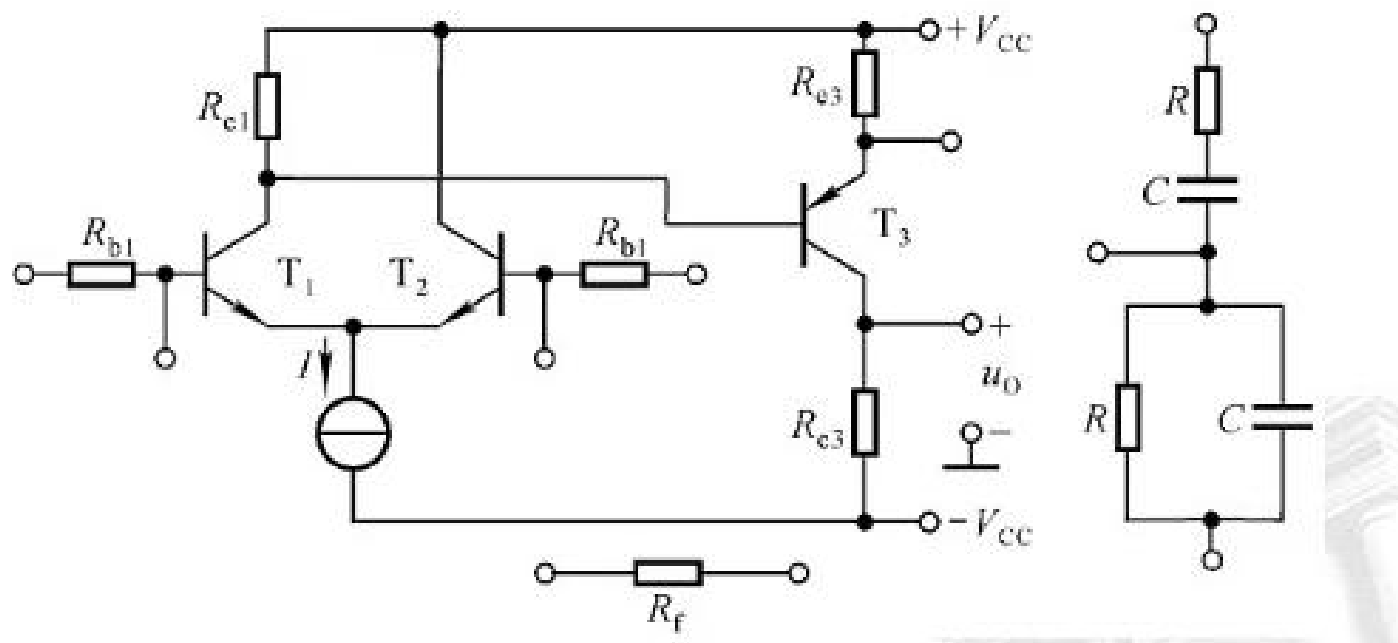 +V_CC
R_c1
R_e3
R
C
R_b1
T_1
T_2
R_b1
T_3
I
+
u_O
−
R_c3
R
C
−V_CC
R_f